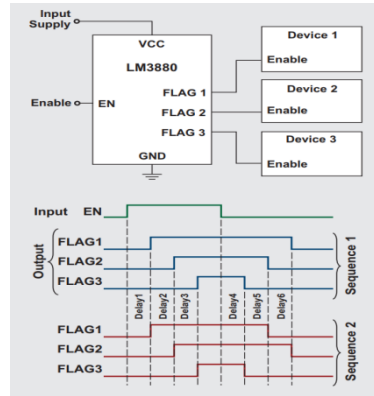 Input
Supply
VCC
LM3880
EN
FLAG 1
FLAG 2
FLAG 3
GND
Enable
Device 1
Enable
Device 2
Enable
Device 3
Enable
Input EN
Output
FLAG1
FLAG2
FLAG3
Sequence 1
Delay1
Delay2
Delay3
Delay4
Delay5
Delay6
FLAG1
FLAG2
FLAG3
Sequence 2